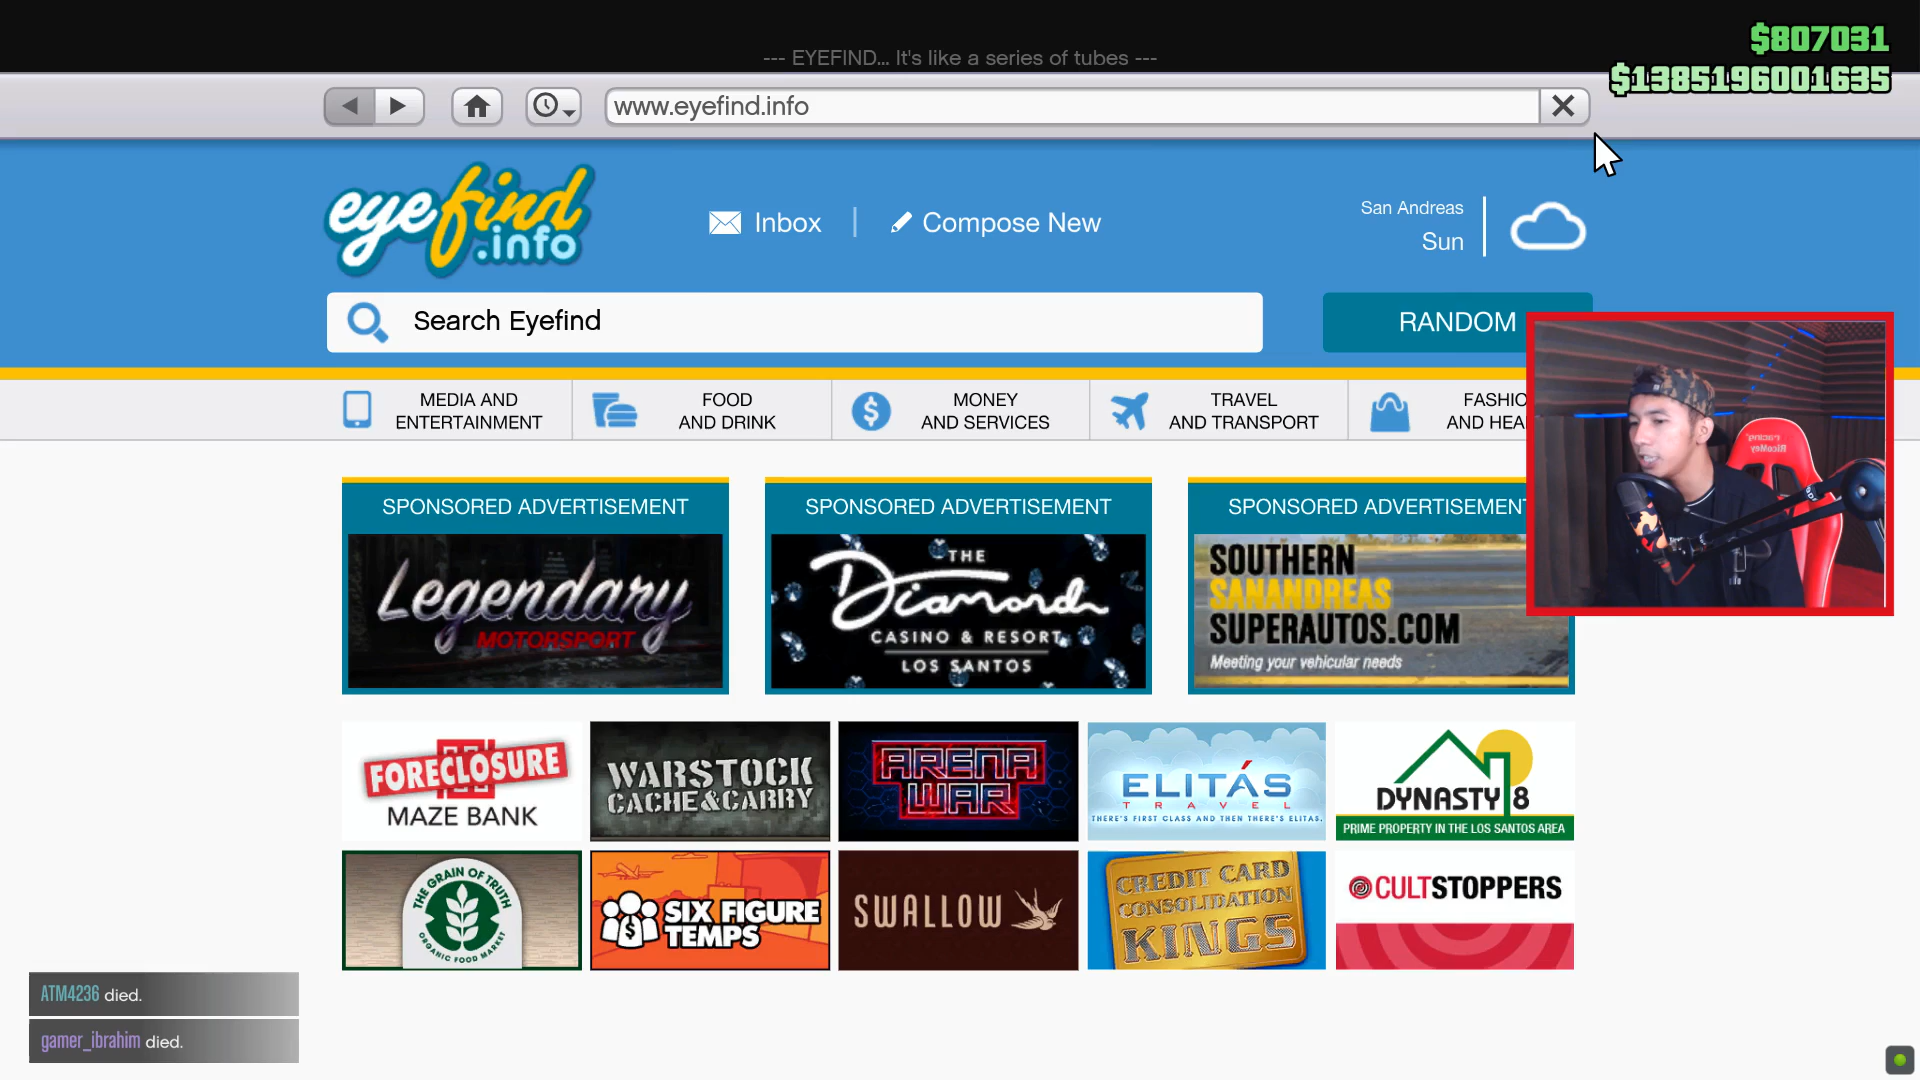 $807031
--- EYEFIND... It's like a series of tubes ---
$1385196001635
www.eyefind.info
eyefind
.info
Inbox
Compose New
San Andreas
Sun
Search Eyefind
RANDOM
MEDIA AND
ENTERTAINMENT
FOOD
AND DRINK
MONEY
AND SERVICES
TRAVEL
AND TRANSPORT
FASHIO
AND HEA
SPONSORED ADVERTISEMENT
Legendary
MOTORSPORT
SPONSORED ADVERTISEMENT
THE
Diamond
CASINO & RESORT
LOS SANTOS
SPONSORED ADVERTISEMENT
SOUTHERN
SANANDREAS
SUPERAUTOS.COM
Meeting your vehicular needs
FORECLOSURE
MAZE BANK
WARSTOCK
CACHE&CARRY
ARENA
WAR
ELITÁS
TRAVEL
THERE'S FIRST CLASS AND THEN THERE'S ELITAS.
DYNASTY 8
PRIME PROPERTY IN THE LOS SANTOS AREA
THE GRAIN OF TRUTH
ORGANIC FOOD MARKET
SIX FIGURE
TEMPS
SWALLOW
CREDIT CARD
CONSOLIDATION
KINGS
CULTSTOPPERS
ATM4236 died.
gamer_ibrahim died.